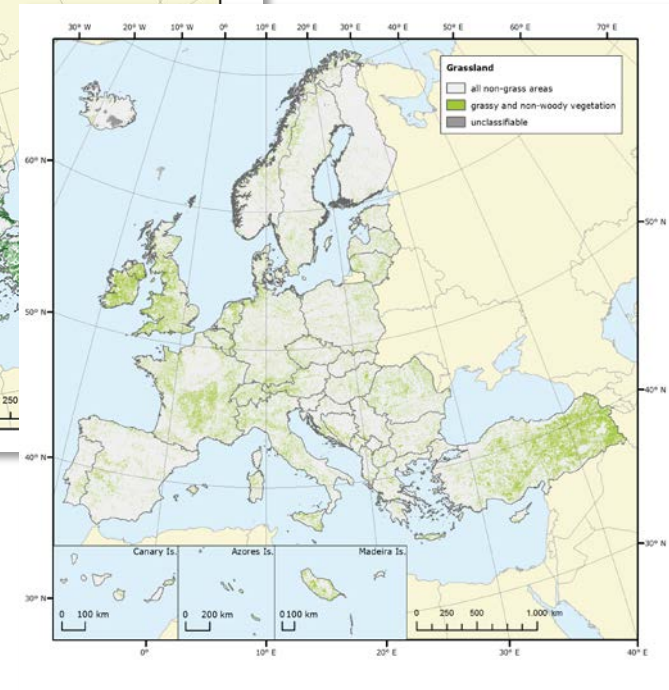 30° W 20° W 10° W 0° 10° E 20° E 30° E 40° E 50° E 60° E 70° E
Grassland
all non-grass areas
grassy and non-woody vegetation
unclassifiable
60° N
50° N
50° N
250
40° N
40° N
30° N
Canary Is. Azores Is. Madeira Is.
30° N
0 100 km 0 200 km 0 100 km 0 250 500 1.000 km
0° 10° E 20° E 30° E 40° E